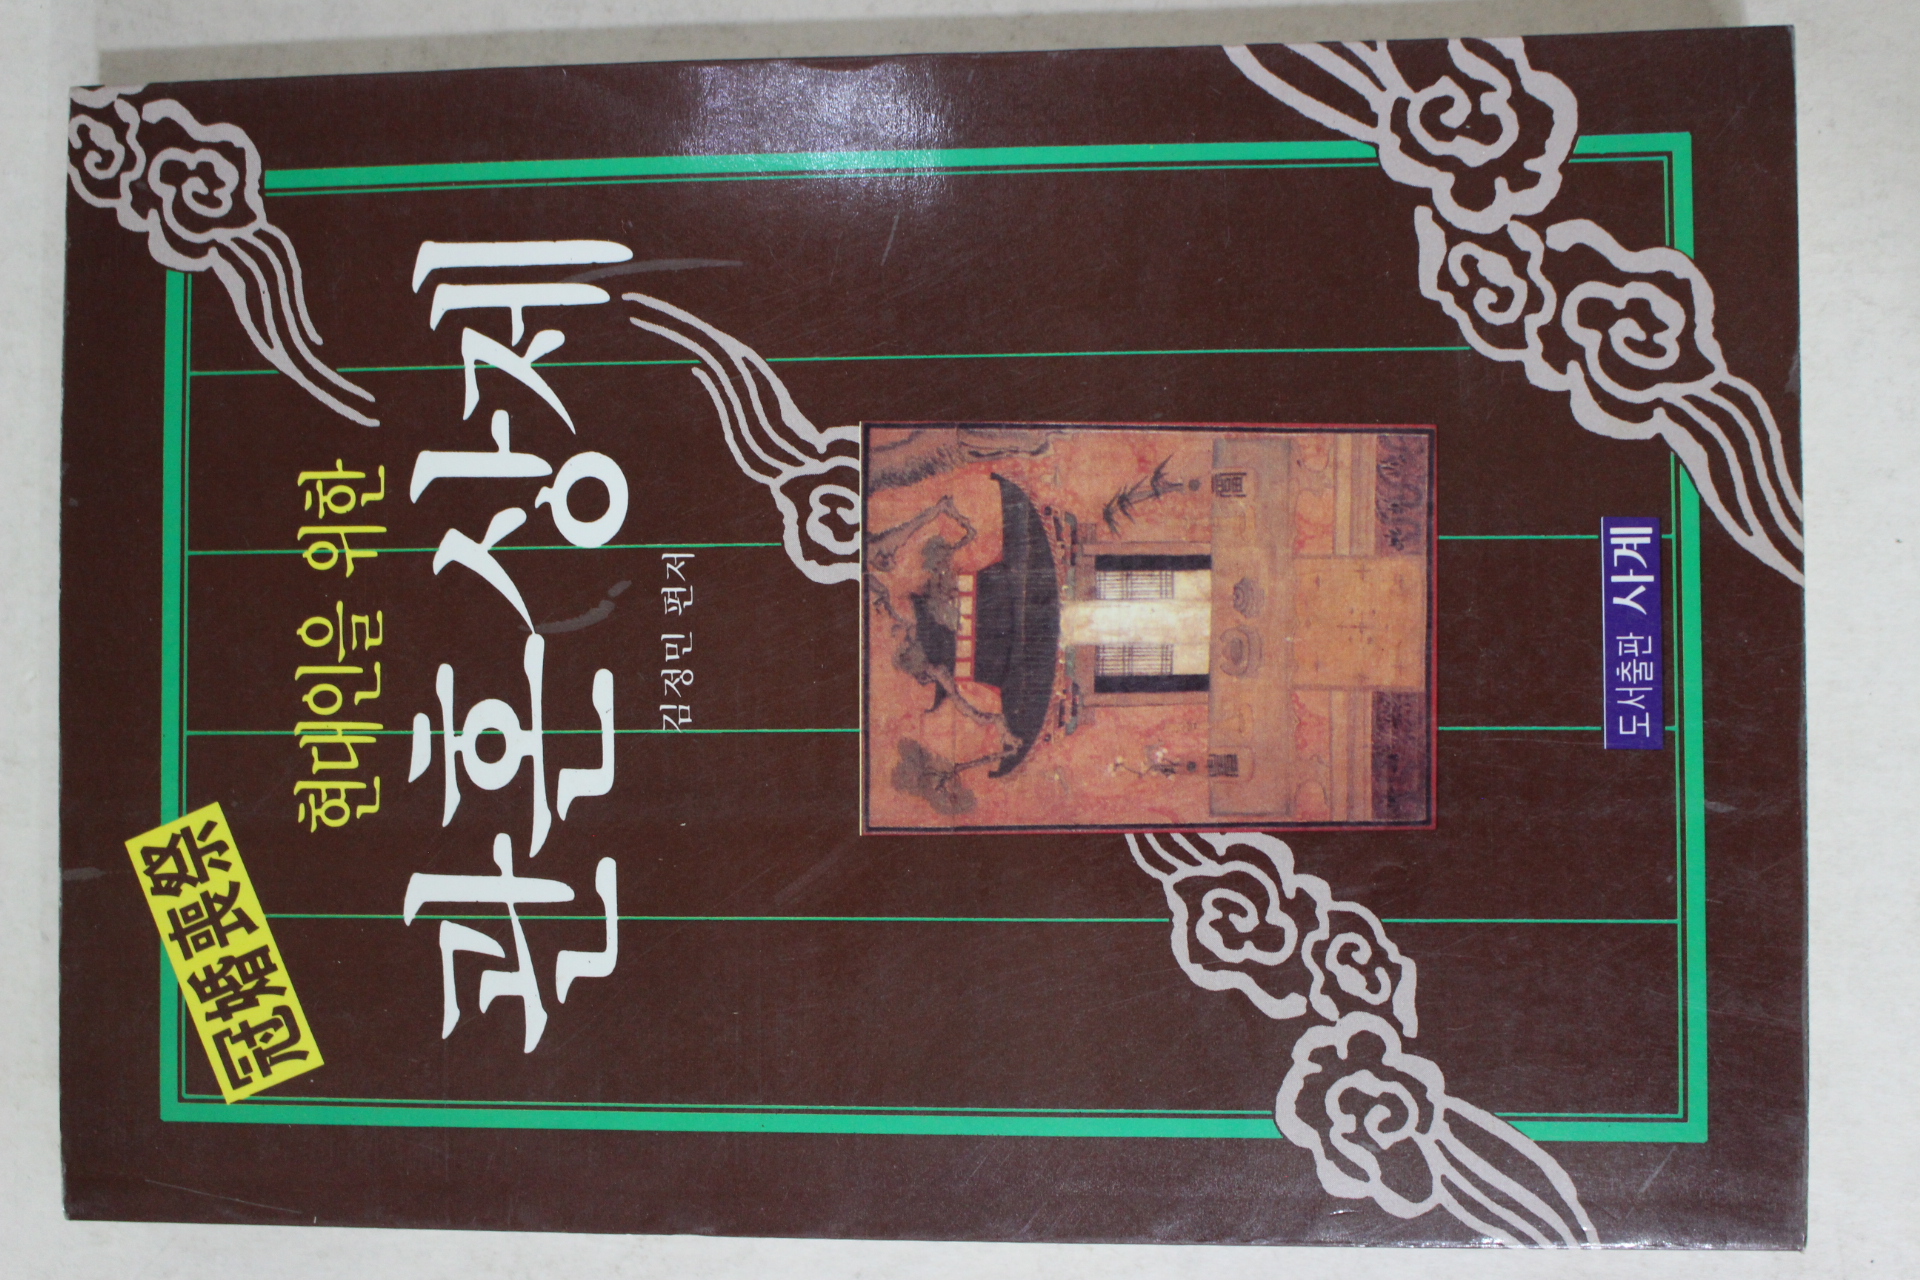 冠婚喪祭
현대인을 위한
관혼상제
김정민 편저
도서출판 사계